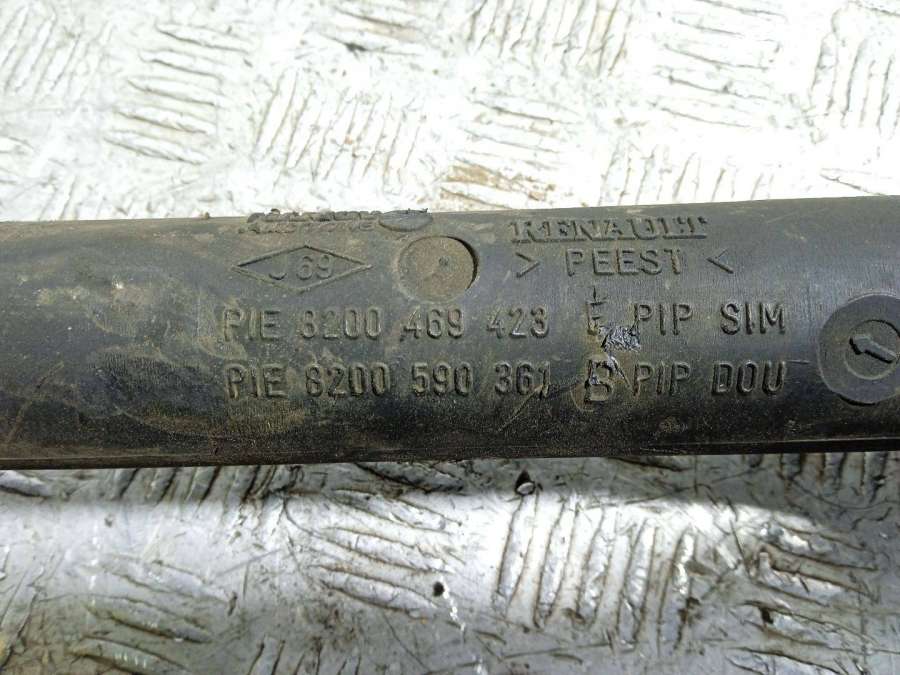 RENAULT
J69
> PEEST <
PIE 8200 469 423 E PIP SIM
PIE 8200 590 361 B PIP DOU